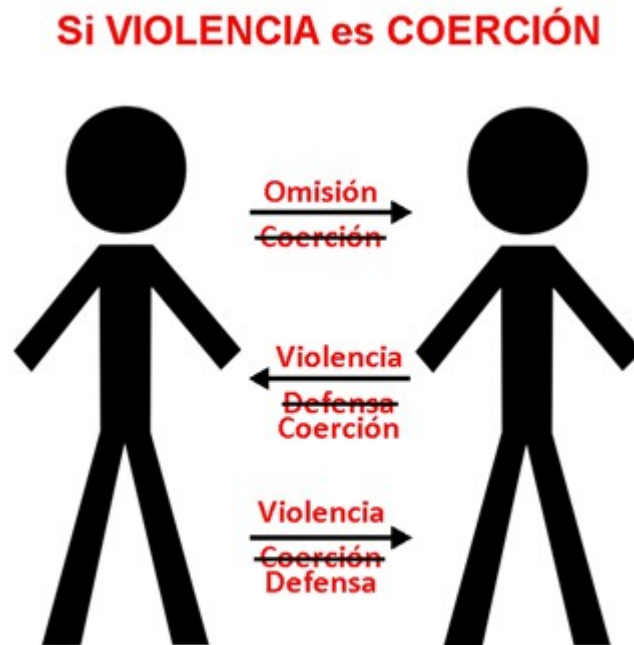 Si VIOLENCIA es COERCIÓN
Omisión
Coerción
Violencia
Defensa
Coerción
Violencia
Coerción
Defensa